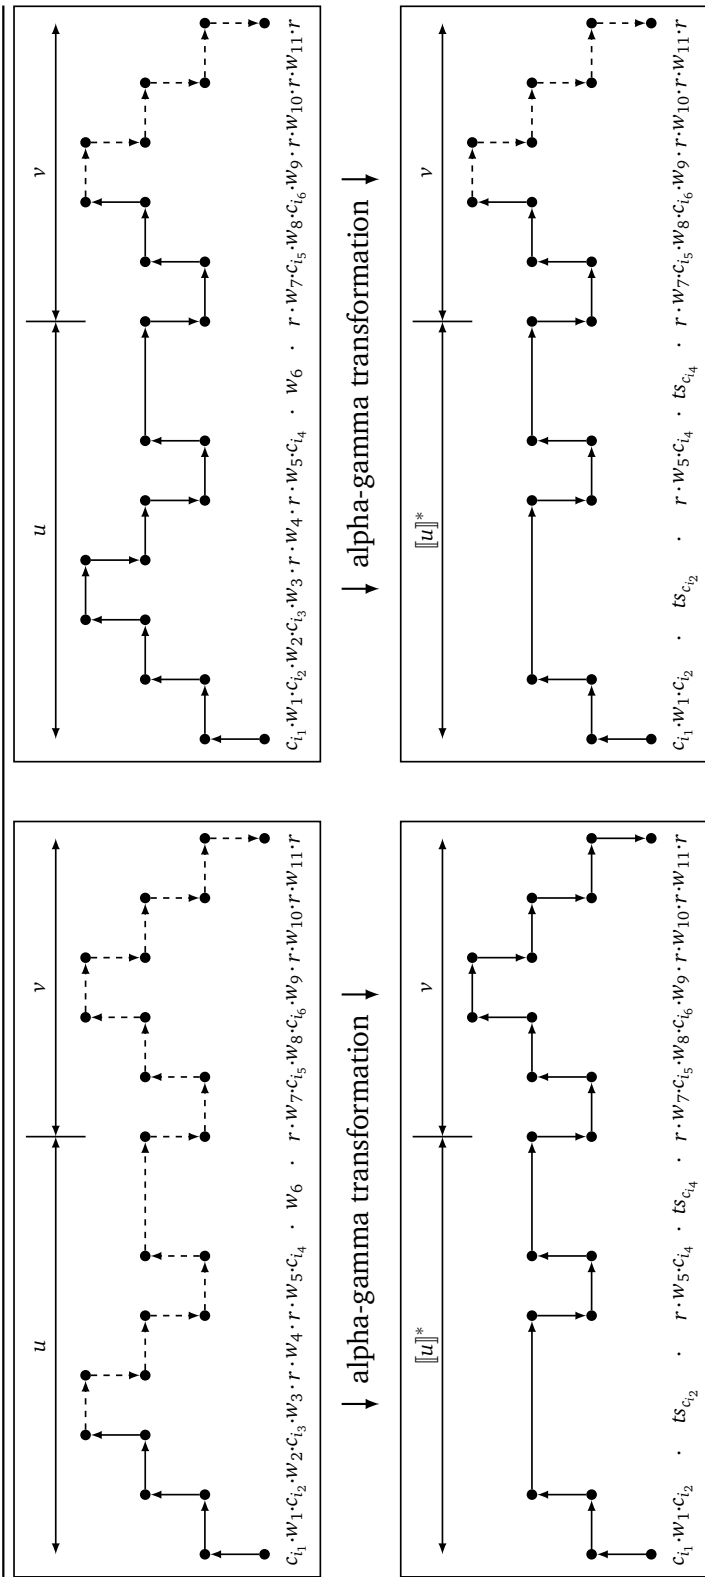 u v
c_{i_1}·w_1·c_{i_2}·w_2·c_{i_3}·w_3·r·w_4·r·w_5·c_{i_4} · w_6 · r·w_7·c_{i_5}·w_8·c_{i_6}·w_9·r·w_{10}·r·w_{11}·r
↓ alpha-gamma transformation ↓
⟦u⟧* v
c_{i_1}·w_1·c_{i_2} · ts_{c_{i_2}} · r·w_5·c_{i_4} · ts_{c_{i_4}} · r·w_7·c_{i_5}·w_8·c_{i_6}·w_9·r·w_{10}·r·w_{11}·r
u v
c_{i_1}·w_1·c_{i_2}·w_2·c_{i_3}·w_3·r·w_4·r·w_5·c_{i_4} · w_6 · r·w_7·c_{i_5}·w_8·c_{i_6}·w_9·r·w_{10}·r·w_{11}·r
↓ alpha-gamma transformation ↓
⟦u⟧* v
c_{i_1}·w_1·c_{i_2} · ts_{c_{i_2}} · r·w_5·c_{i_4} · ts_{c_{i_4}} · r·w_7·c_{i_5}·w_8·c_{i_6}·w_9·r·w_{10}·r·w_{11}·r